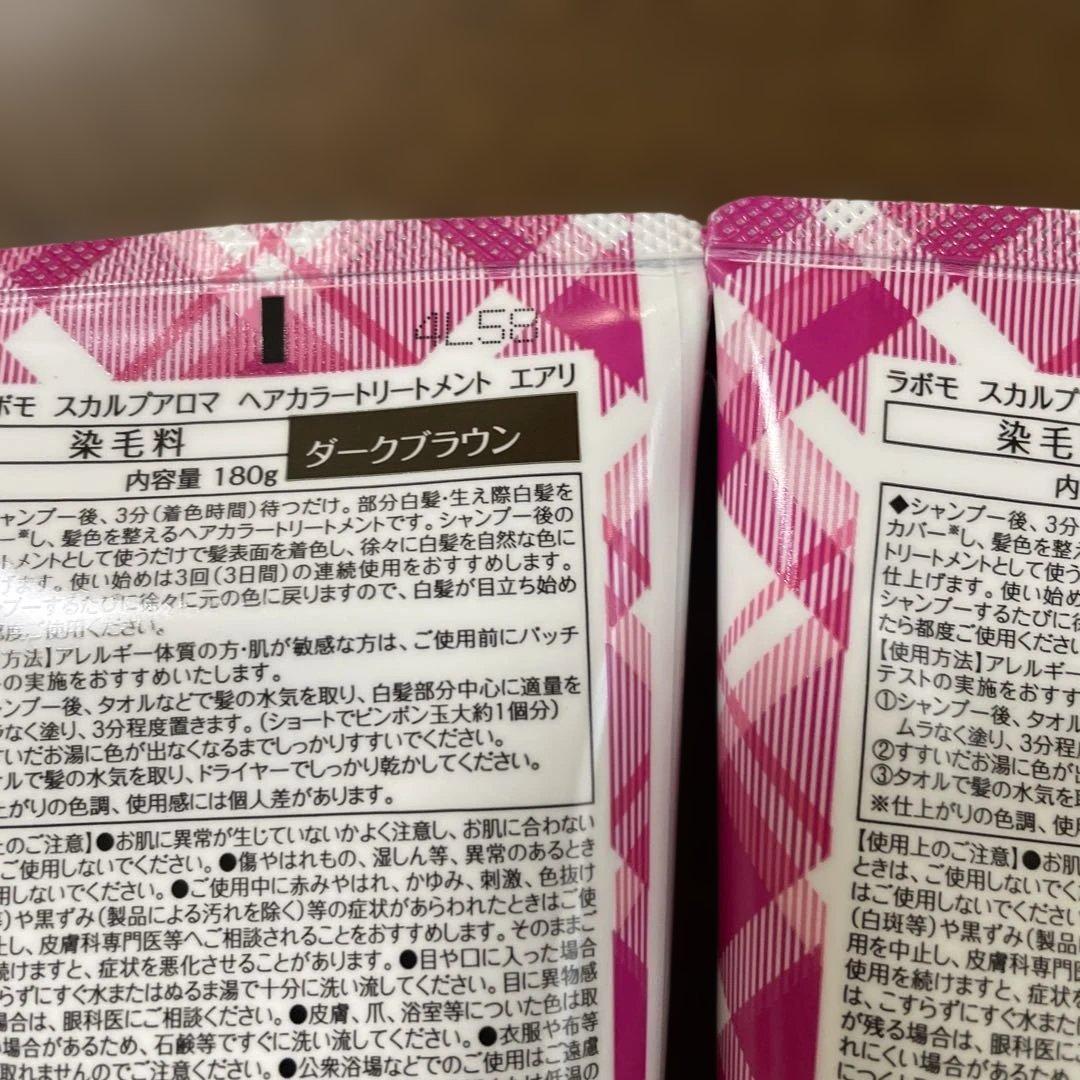 4L58
ボモ スカルプアロマ ヘアカラートリートメント エアリ
染毛料
ダークブラウン
内容量 180g
ャンプー後、3分(着色時間)待つだけ。部分白髪・生え際白髪を
ー※し、髪色を整えるヘアカラートリートメントです。シャンプー後の
トメントとして使うだけで髪表面を着色し、徐々に白髪を自然な色に
げます。使い始めは3回(3日間)の連続使用をおすすめします。
プーするたびに徐々に元の色に戻りますので、白髪が目立ち始め
都度ご使用ください。
方法】アレルギー体質の方・肌が敏感な方は、ご使用前にパッチ
の実施をおすすめいたします。
ンプー後、タオルなどで髪の水気を取り、白髪部分中心に適量を
ラなく塗り、3分程度置きます。(ショートでピンポン玉大約1個分)
すいだお湯に色が出なくなるまでしっかりすすいでください。
オルで髪の水気を取り、ドライヤーでしっかり乾かしてください。
上がりの色調、使用感には個人差があります。
上のご注意】●お肌に異常が生じていないかよく注意し、お肌に合わない
ご使用しないでください。●傷やはれもの、湿しん等、異常のあるとき
用しないでください。●ご使用中に赤みやはれ、かゆみ、刺激、色抜け
等)や黒ずみ(製品による汚れを除く)等の症状があらわれたときはご使
止し、皮膚科専門医等へご相談されることをおすすめします。そのままご
続けますと、症状を悪化させることがあります。●目や口に入った場合
らずにすぐ水またはぬるま湯で十分に洗い流してください。目に異物感
場合は、眼科医にご相談ください。●皮膚、爪、浴室等についた色は取
い場合があるため、石鹸等ですぐに洗い流してください。●衣服や布等
取れませんのでご注意ください。●公衆浴場などでのご使用はご遠慮
または低温の
ラボモ スカルプ
染毛
内
◆シャンプー後、3分
カバー※し、髪色を整え
トリートメントとして使う
仕上げます。使い始め
シャンプーするたびに徐
たら都度ご使用ください
【使用方法】アレルギー
テストの実施をおすす
①シャンプー後、タオル
ムラなく塗り、3分程
②すすいだお湯に色が出
③タオルで髪の水気を取
※仕上がりの色調、使用
【使用上のご注意】●お肌
ときは、ご使用しないでく
はご使用しないでください
(白斑等)や黒ずみ(製品
用を中止し、皮膚科専門医
使用を続けますと、症状を
は、こすらずにすぐ水また
が残る場合は、眼科医にご
れにくい場合があるため